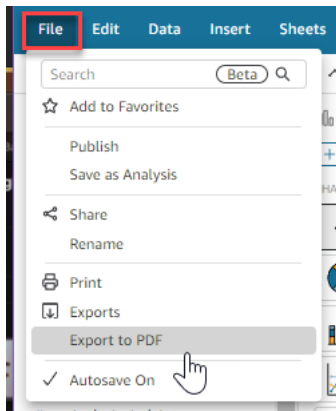 File Edit Data Insert Sheets
Search Beta
Add to Favorites
Publish
Save as Analysis
Share
Rename
Print
Exports
Export to PDF
Autosave On